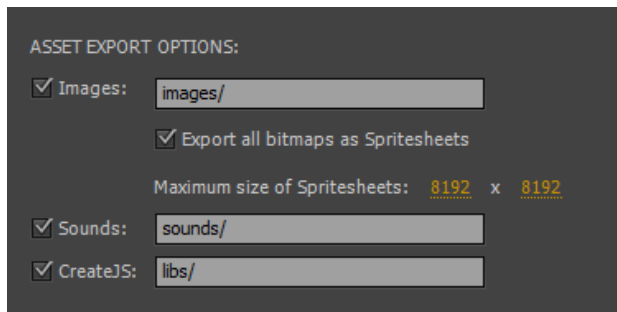 ASSET EXPORT OPTIONS:
Images: images/
Export all bitmaps as Spritesheets
Maximum size of Spritesheets: 8192 x 8192
Sounds: sounds/
CreateJS: libs/